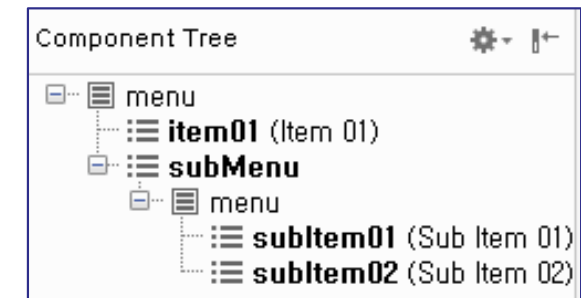 Component Tree
menu
item01 (Item 01)
subMenu
menu
subItem01 (Sub Item 01)
subItem02 (Sub Item 02)